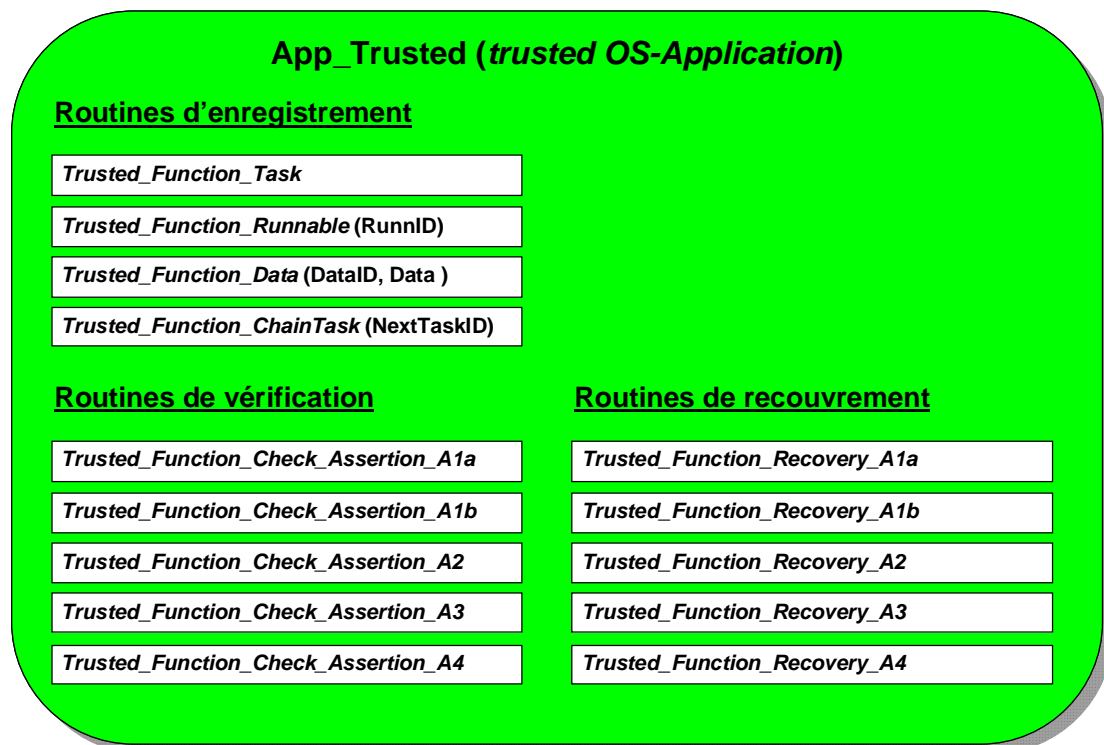 App_Trusted (trusted OS-Application)
Routines d’enregistrement
Trusted_Function_Task
Trusted_Function_Runnable (RunnID)
Trusted_Function_Data (DataID, Data )
Trusted_Function_ChainTask (NextTaskID)
Routines de vérification
Trusted_Function_Check_Assertion_A1a
Trusted_Function_Check_Assertion_A1b
Trusted_Function_Check_Assertion_A2
Trusted_Function_Check_Assertion_A3
Trusted_Function_Check_Assertion_A4
Routines de recouvrement
Trusted_Function_Recovery_A1a
Trusted_Function_Recovery_A1b
Trusted_Function_Recovery_A2
Trusted_Function_Recovery_A3
Trusted_Function_Recovery_A4